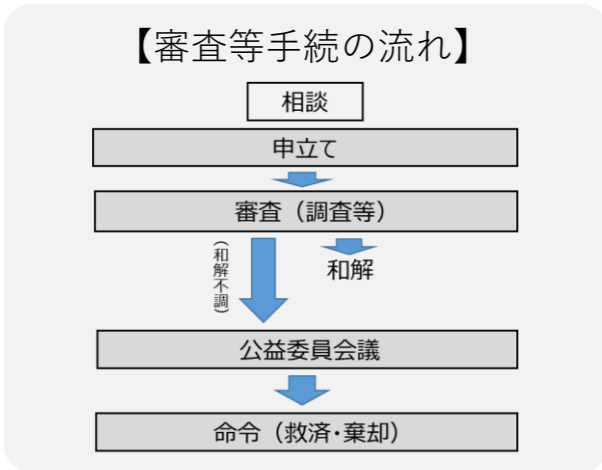 【審査等手続の流れ】
相談
申立て
審査（調査等）
（和解不調）
和解
公益委員会議
命令（救済・棄却）